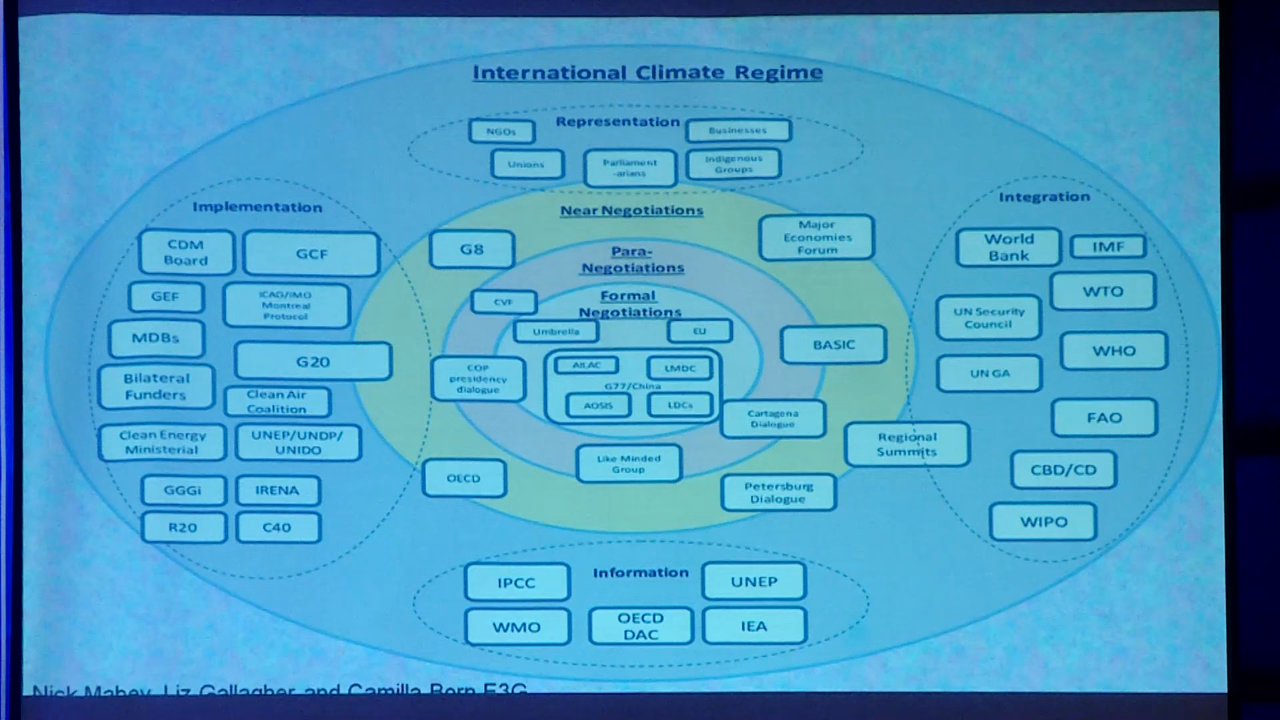 International Climate Regime
Representation
NGOs
Businesses
Unions
Parliament
-arians
Indigenous
Groups
Implementation
CDM
Board
GCF
GEF
ICAO/IMO
Montreal
Protocol
MDBs
G20
Bilateral
Funders
Clean Air
Coalition
Clean Energy
Ministerial
UNEP/UNDP/
UNIDO
GGGi
IRENA
R20
C40
Near Negotiations
G8
Major
Economies
Forum
Para-
Negotiations
CVF
Formal
Negotiations
Umbrella
EU
BASIC
COP
presidency
dialogue
AILAC
LMDC
G77/China
AOSIS
LDCs
Cartagena
Dialogue
Like Minded
Group
OECD
Petersburg
Dialogue
Regional
Summits
Integration
World
Bank
IMF
WTO
UN Security
Council
WHO
UN GA
FAO
CBD/CD
WIPO
Information
IPCC
UNEP
WMO
OECD
DAC
IEA
Nick Mabey, Liz Gallagher and Camilla Born E3G